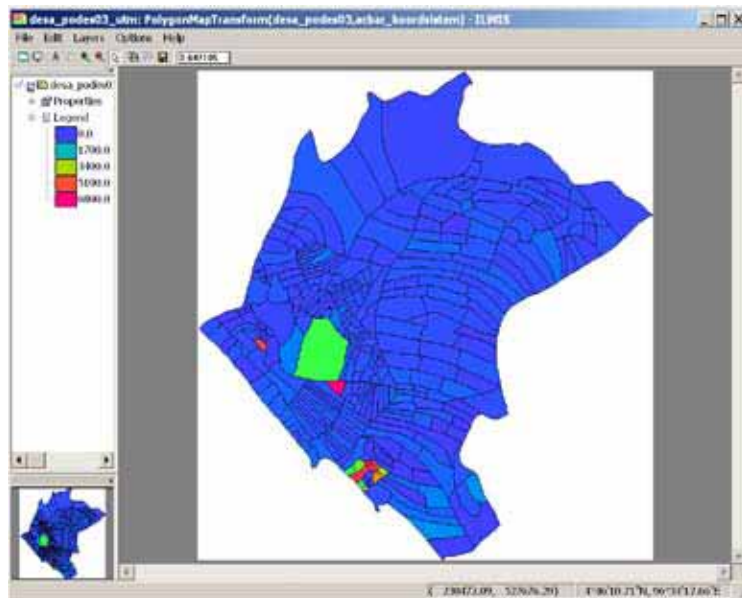 desa_podes03_utm: PolygonMapTransform(desa_podes03,acbar_koordsistem) - ILWIS
File Edit Layers Options Help
desa_podes0
Properties
Legend
0.0
1700.0
3400.0
5100.0
6800.0